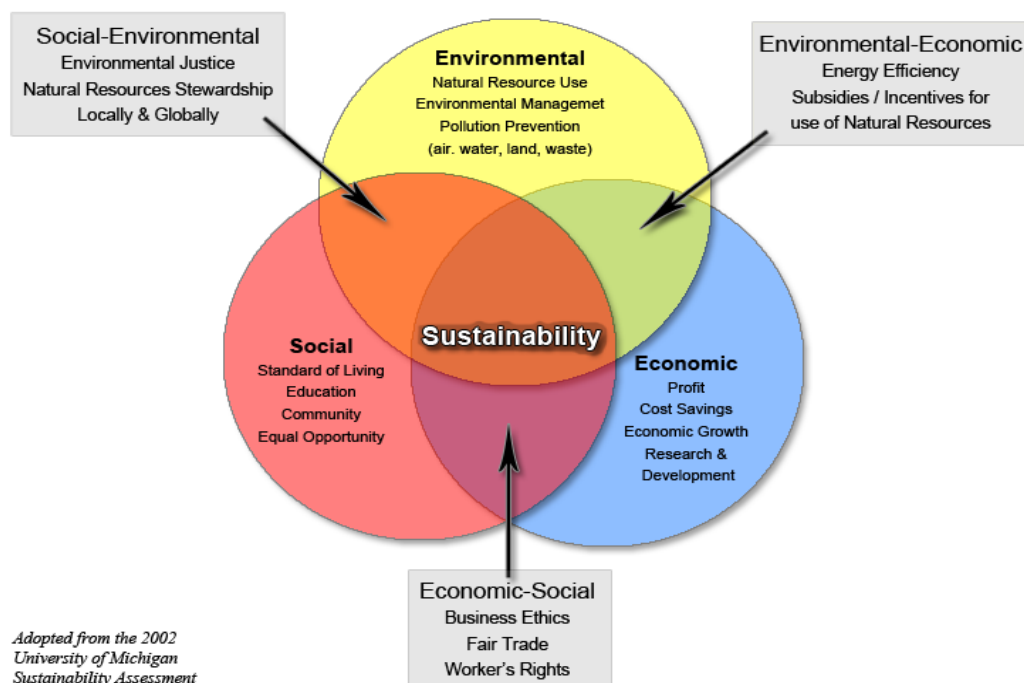 Social-Environmental
Environmental Justice
Natural Resources Stewardship
Locally & Globally
Environmental
Natural Resource Use
Environmental Managemet
Pollution Prevention
(air. water, land, waste)
Environmental-Economic
Energy Efficiency
Subsidies / Incentives for
use of Natural Resources
Sustainability
Social
Standard of Living
Education
Community
Equal Opportunity
Economic
Profit
Cost Savings
Economic Growth
Research &
Development
Economic-Social
Business Ethics
Fair Trade
Worker's Rights
Adopted from the 2002
University of Michigan
Sustainability Assessment